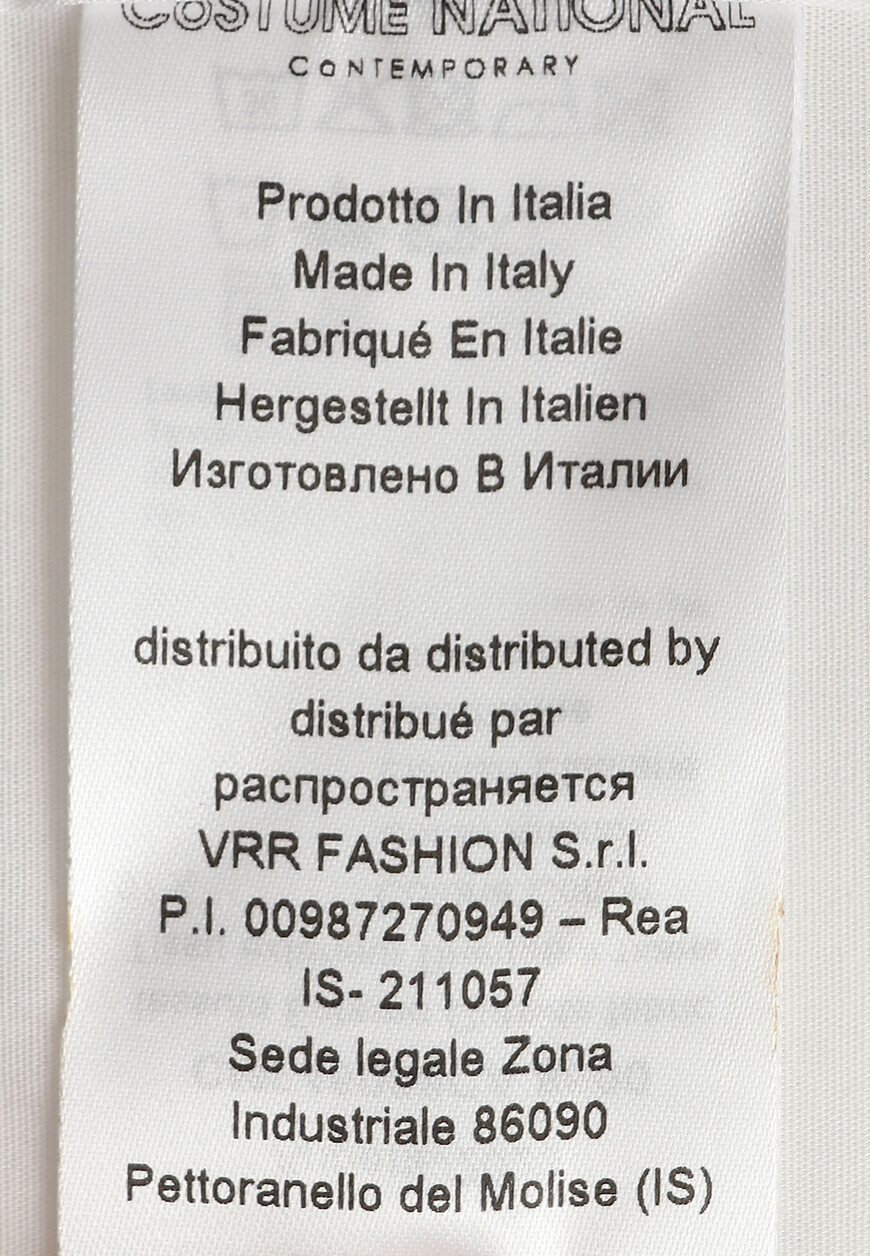 COSTUME NATIONAL
CONTEMPORARY
Prodotto In Italia
Made In Italy
Fabriqué En Italie
Hergestellt In Italien
Изготовлено В Италии
distribuito da distributed by
distribué par
распространяется
VRR FASHION S.r.l.
P.I. 00987270949 – Rea
IS- 211057
Sede legale Zona
Industriale 86090
Pettoranello del Molise (IS)